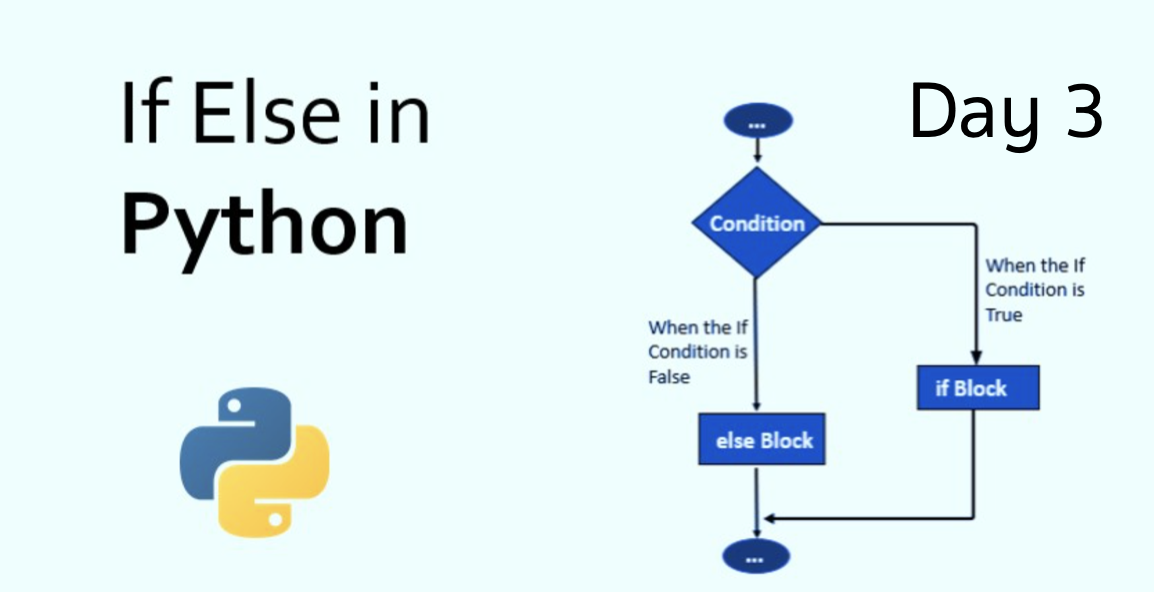 If Else in
Python
Day 3
...
Condition
When the If
Condition is
True
When the If
Condition is
False
if Block
else Block
...